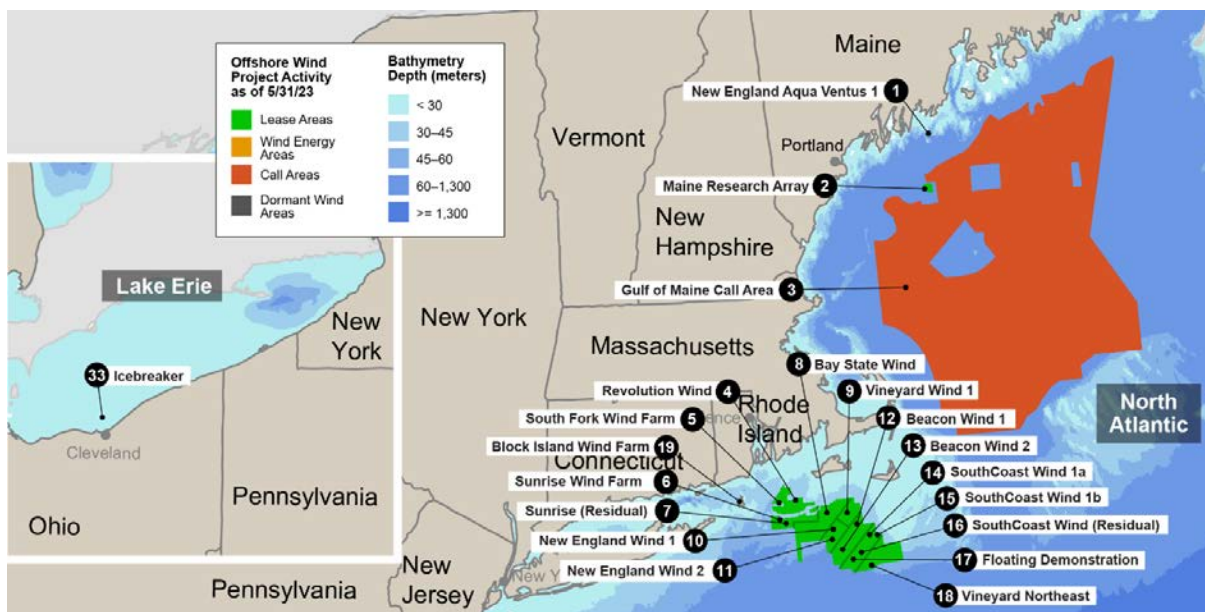 Offshore Wind
Project Activity
as of 5/31/23
Lease Areas
Wind Energy
Areas
Call Areas
Dormant Wind
Areas
Bathymetry
Depth (meters)
< 30
30–45
45–60
60–1,300
>= 1,300
Maine
New England Aqua Ventus 1
1
Vermont
Portland
Maine Research Array
2
New
Hampshire
Gulf of Maine Call Area
3
Lake Erie
New
York
33
Icebreaker
Cleveland
Pennsylvania
Ohio
New York
Massachusetts
8
Bay State Wind
Revolution Wind
4
9
Vineyard Wind 1
South Fork Wind Farm
5
Rhode
Island
12
Beacon Wind 1
Block Island Wind Farm
19
13
Beacon Wind 2
Connecticut
Sunrise Wind Farm
6
14
SouthCoast Wind 1a
Sunrise (Residual)
7
15
SouthCoast Wind 1b
New England Wind 1
10
16
SouthCoast Wind (Residual)
New England Wind 2
11
17
Floating Demonstration
18
Vineyard Northeast
North
Atlantic
Pennsylvania
New
Jersey